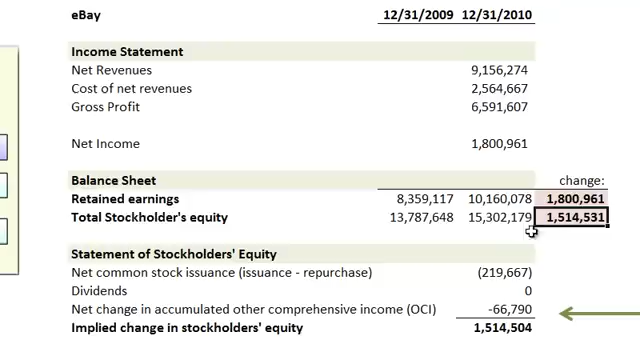 eBay 12/31/2009 12/31/2010
Income Statement
Net Revenues 9,156,274
Cost of net revenues 2,564,667
Gross Profit 6,591,607
Net Income 1,800,961
Balance Sheet change:
Retained earnings 8,359,117 10,160,078 1,800,961
Total Stockholder's equity 13,787,648 15,302,179 1,514,531
Statement of Stockholders' Equity
Net common stock issuance (issuance - repurchase) (219,667)
Dividends 0
Net change in accumulated other comprehensive income (OCI) -66,790
Implied change in stockholders' equity 1,514,504